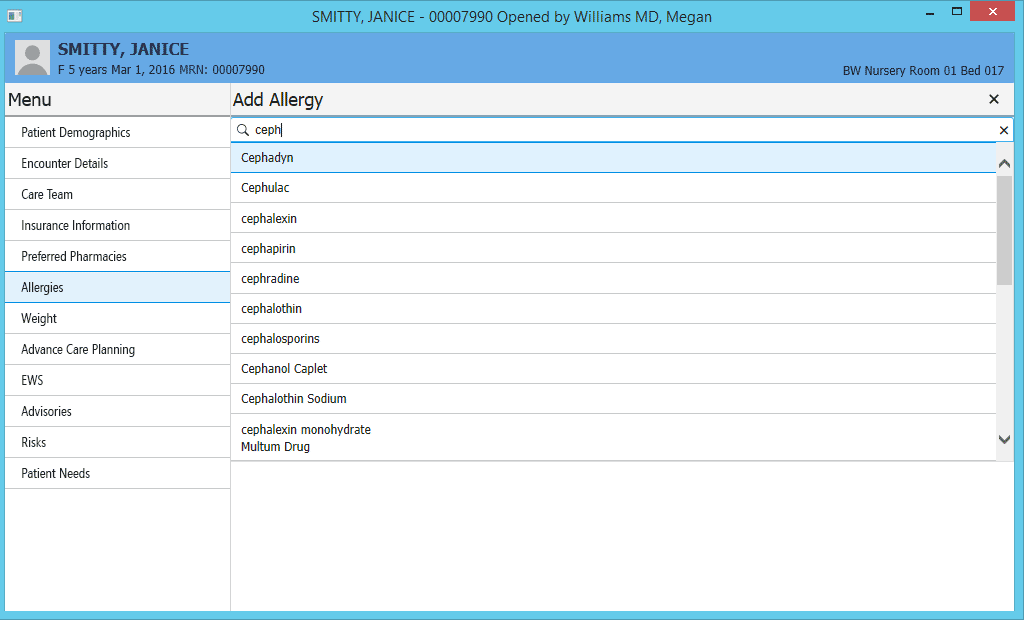 SMITTY, JANICE - 00007990 Opened by Williams MD, Megan
SMITTY, JANICE
F 5 years Mar 1, 2016 MRN: 00007990
BW Nursery Room 01 Bed 017
Menu
Patient Demographics
Encounter Details
Care Team
Insurance Information
Preferred Pharmacies
Allergies
Weight
Advance Care Planning
EWS
Advisories
Risks
Patient Needs
Add Allergy
ceph
Cephadyn
Cephulac
cephalexin
cephapirin
cephradine
cephalothin
cephalosporins
Cephanol Caplet
Cephalothin Sodium
cephalexin monohydrate
Multum Drug